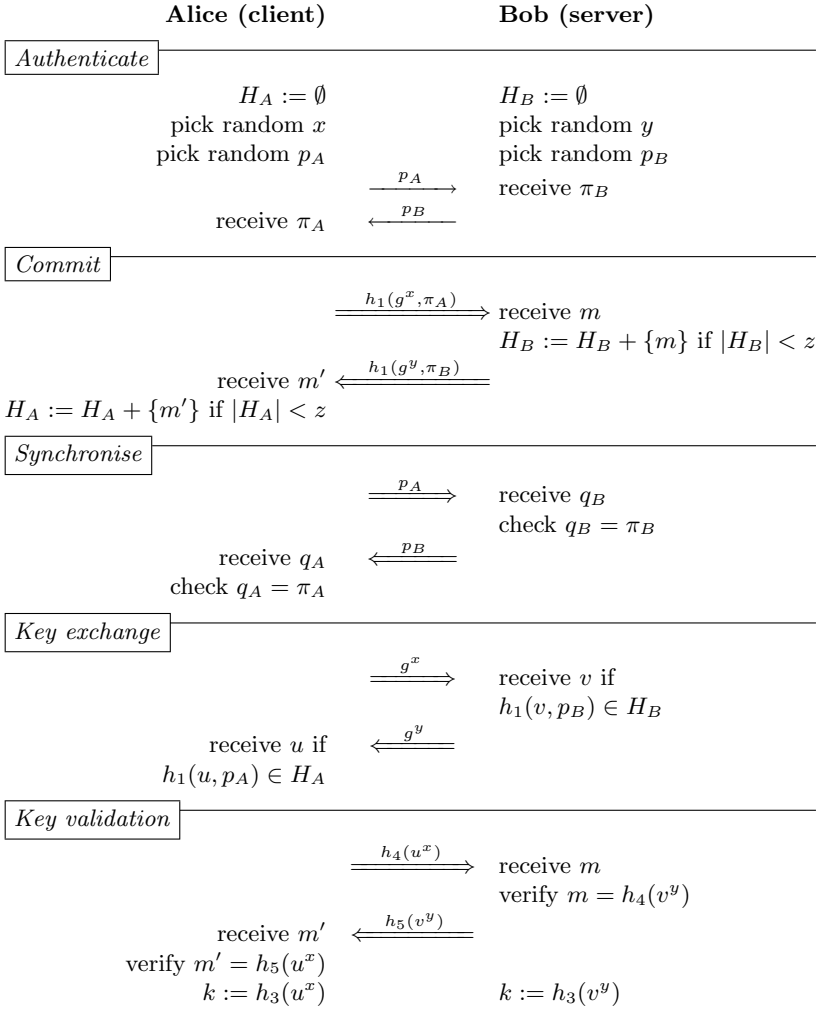 Alice (client) Bob (server)
Authenticate
H_A := ∅ H_B := ∅
pick random x pick random y
pick random p_A pick random p_B
p_A receive π_B
receive π_A p_B
Commit
h_1(g^x, π_A) receive m
H_B := H_B + {m} if |H_B| < z
receive m′ h_1(g^y, π_B)
H_A := H_A + {m′} if |H_A| < z
Synchronise
p_A receive q_B
check q_B = π_B
receive q_A p_B
check q_A = π_A
Key exchange
g^x receive v if
h_1(v, p_B) ∈ H_B
receive u if g^y
h_1(u, p_A) ∈ H_A
Key validation
h_4(u^x) receive m
verify m = h_4(v^y)
receive m′ h_5(v^y)
verify m′ = h_5(u^x)
k := h_3(u^x) k := h_3(v^y)